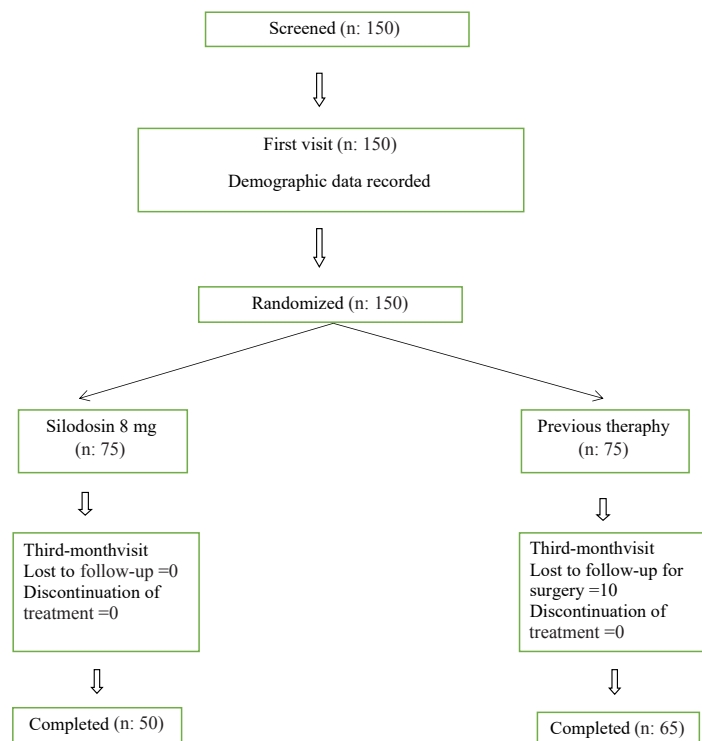 Screened (n: 150)
First visit (n: 150)
Demographic data recorded
Randomized (n: 150)
Silodosin 8 mg
(n: 75)
Previous theraphy
(n: 75)
Third-monthvisit
Lost to follow-up =0
Discontinuation of
treatment =0
Third-monthvisit
Lost to follow-up for
surgery =10
Discontinuation of
treatment =0
Completed (n: 50)
Completed (n: 65)